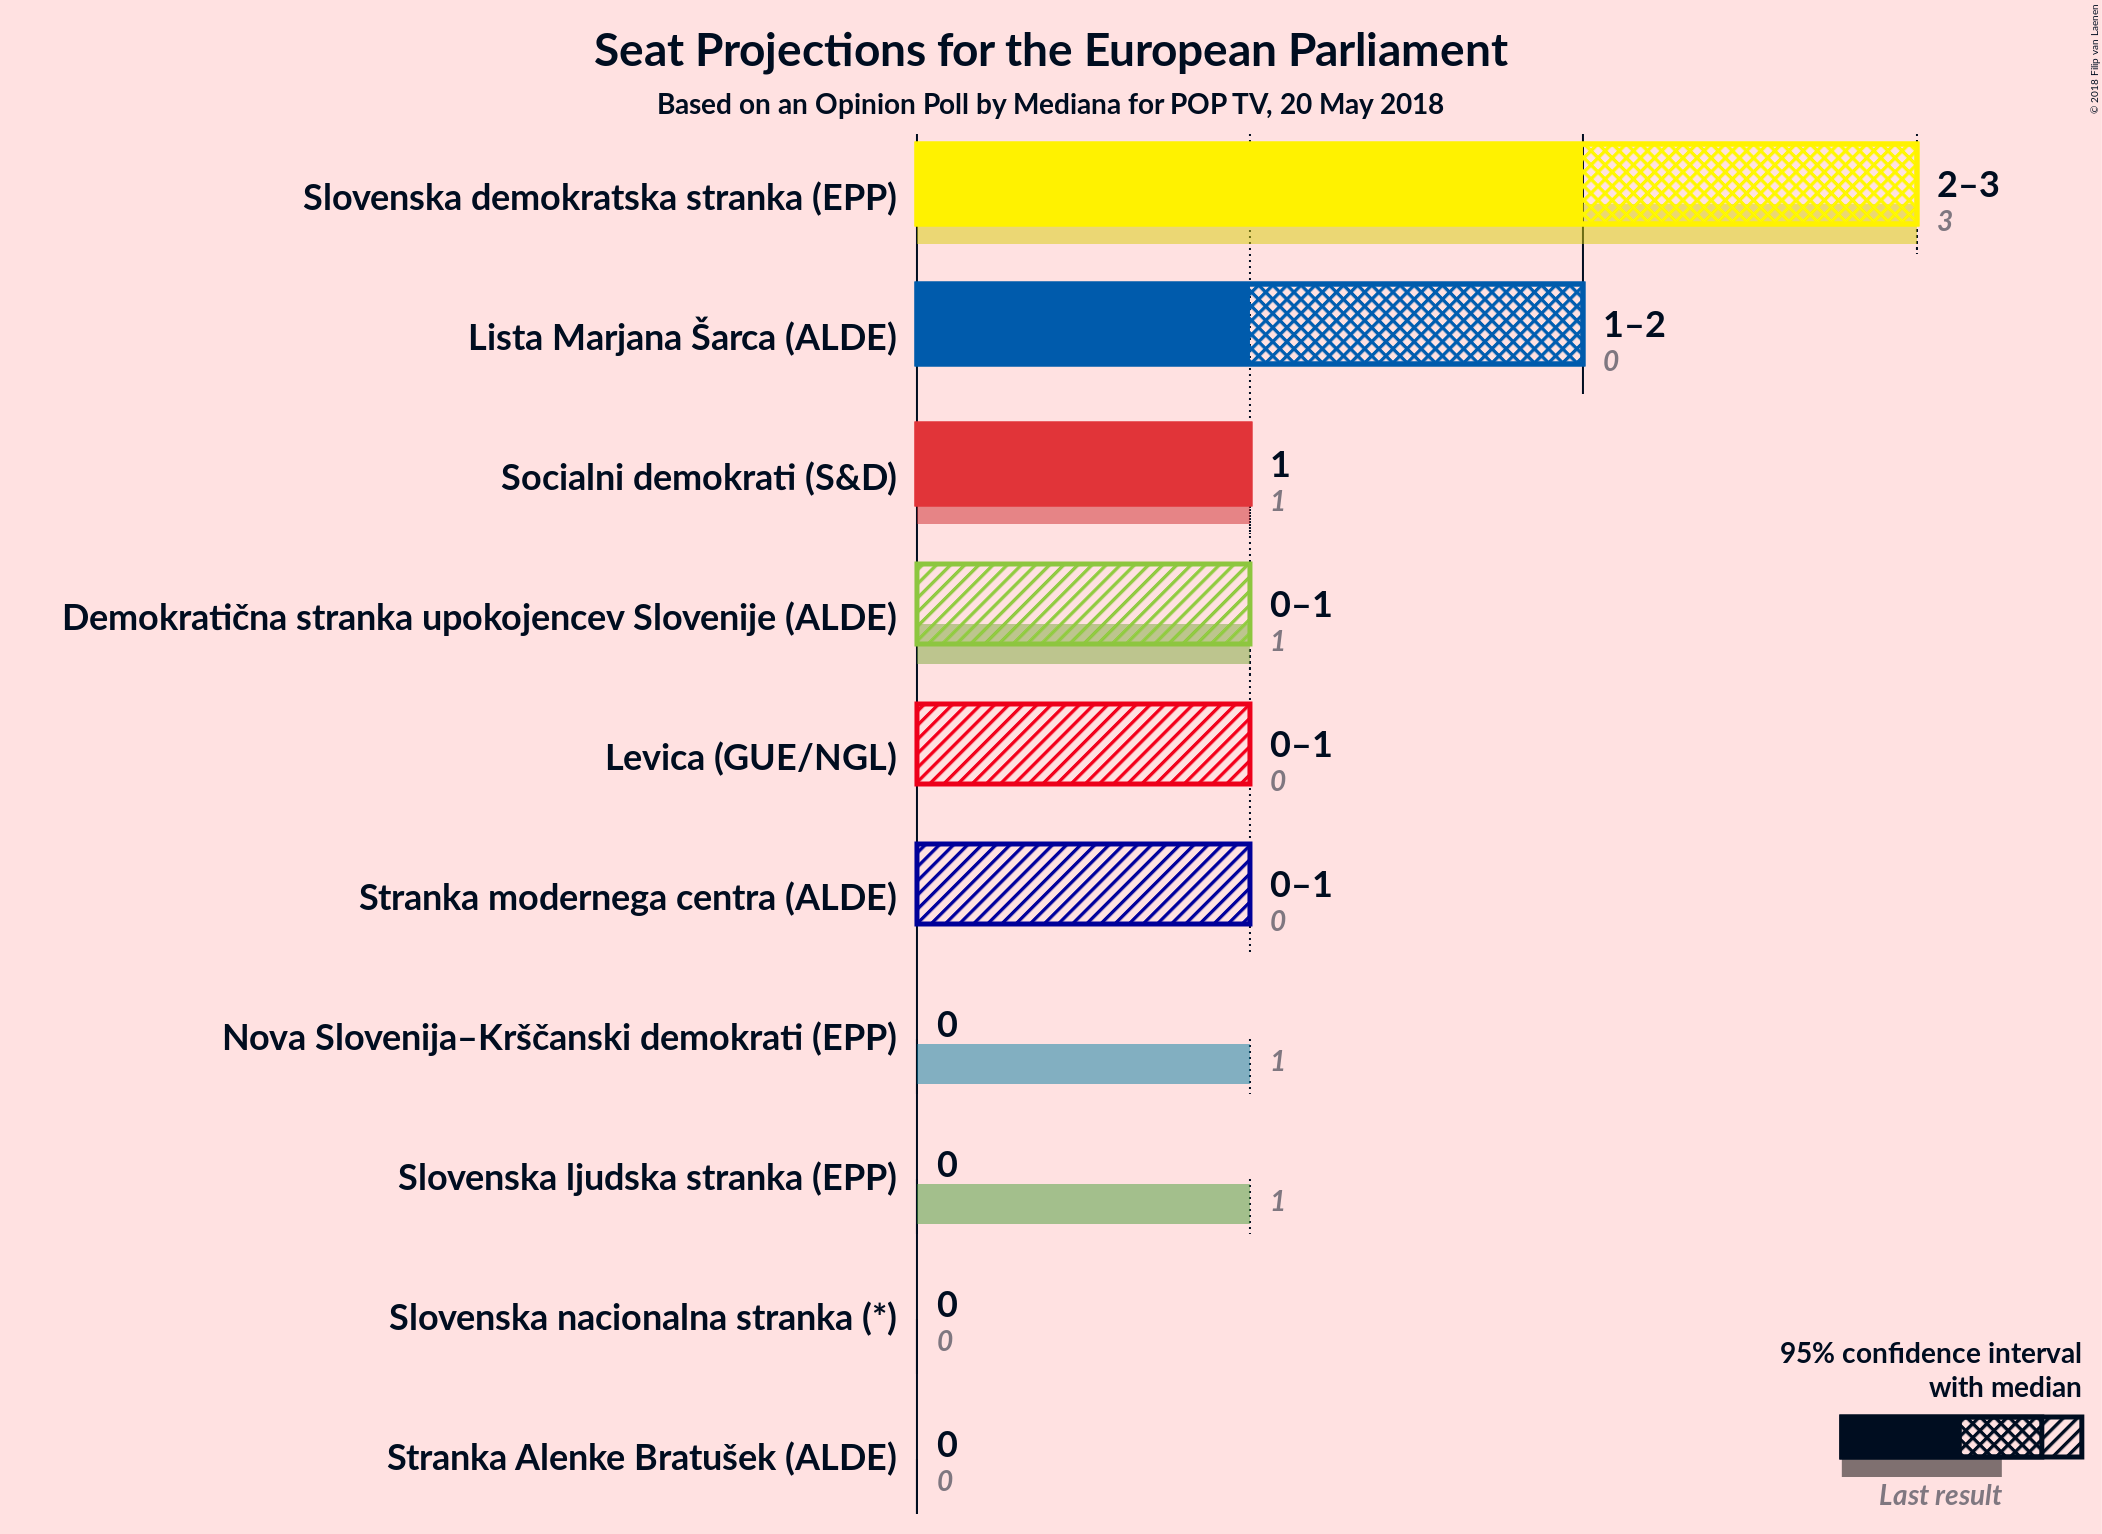 Seat Projections for the European Parliament
Based on an Opinion Poll by Mediana for POP TV, 20 May 2018
© 2018 Filip van Laenen
Slovenska demokratska stranka (EPP)
2–3
3
Lista Marjana Šarca (ALDE)
1–2
0
Socialni demokrati (S&D)
1
1
Demokratična stranka upokojencev Slovenije (ALDE)
0–1
1
Levica (GUE/NGL)
0–1
0
Stranka modernega centra (ALDE)
0–1
0
Nova Slovenija–Krščanski demokrati (EPP)
0
1
Slovenska ljudska stranka (EPP)
0
1
Slovenska nacionalna stranka (*)
0
0
Stranka Alenke Bratušek (ALDE)
0
0
95% confidence interval
with median
Last result